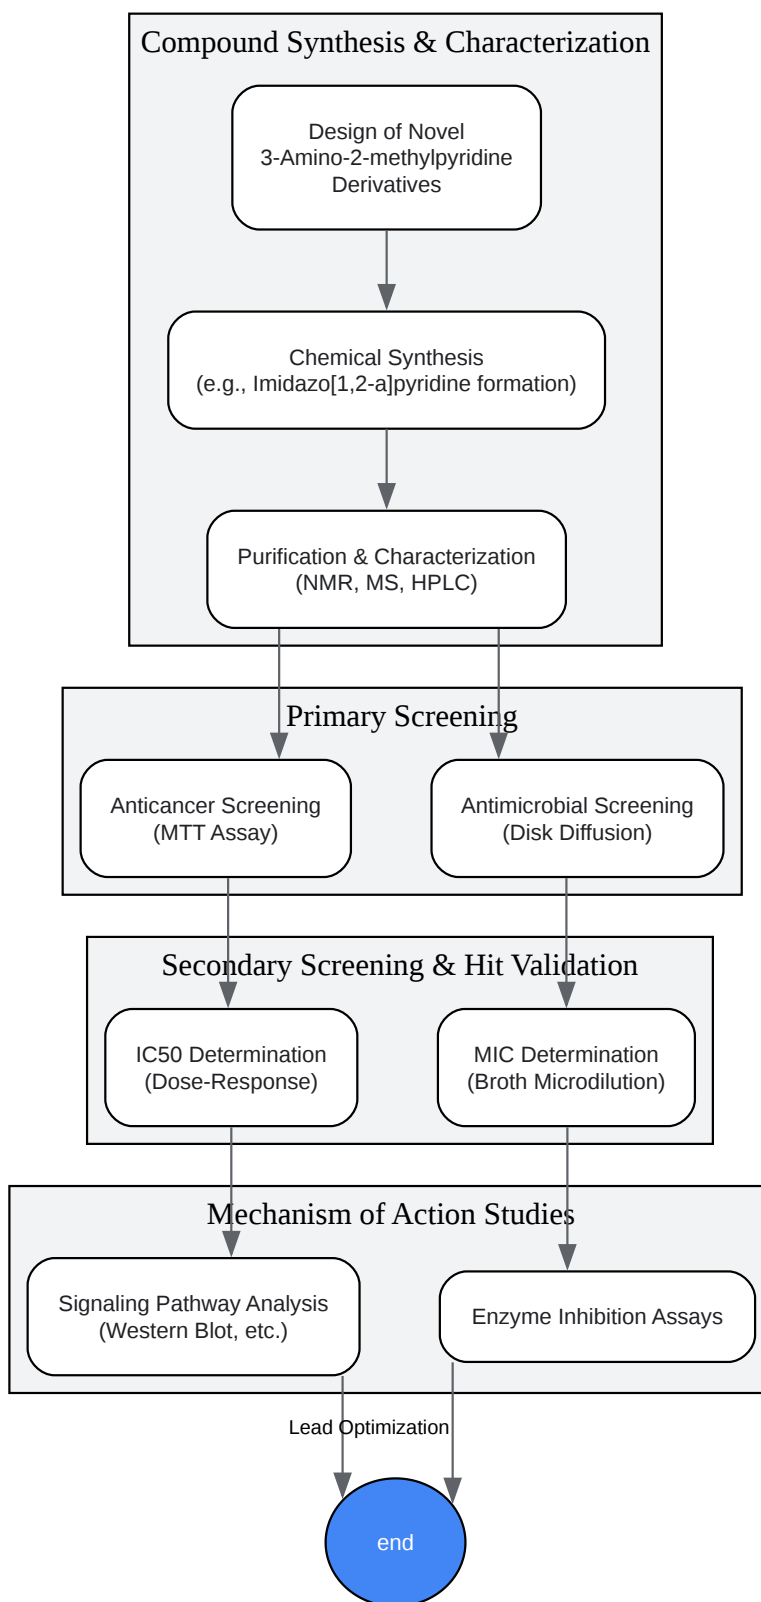 Compound Synthesis & Characterization
Design of Novel
3-Amino-2-methylpyridine
Derivatives
Chemical Synthesis
(e.g., Imidazo[1,2-a]pyridine formation)
Purification & Characterization
(NMR, MS, HPLC)
Primary Screening
Anticancer Screening
(MTT Assay)
Antimicrobial Screening
(Disk Diffusion)
Secondary Screening & Hit Validation
IC50 Determination
(Dose-Response)
MIC Determination
(Broth Microdilution)
Mechanism of Action Studies
Signaling Pathway Analysis
(Western Blot, etc.)
Enzyme Inhibition Assays
Lead Optimization
end